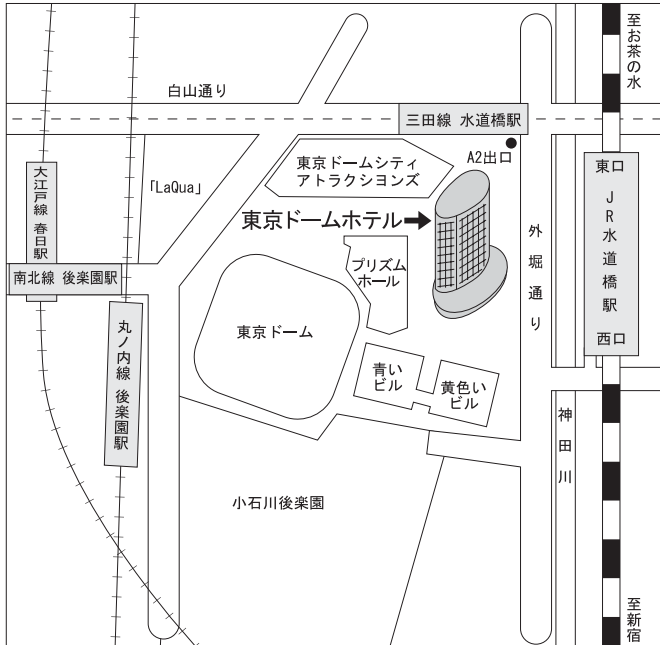 至お茶の水
白山通り
三田線 水道橋駅
A2出口
東京ドームシティ
アトラクションズ
「LaQua」
大江戸線 春日駅
東口
JR水道橋駅
西口
東京ドームホテル
外堀通り
南北線 後楽園駅
プリズム
ホール
東京ドーム
丸ノ内線 後楽園駅
青い
ビル
黄色い
ビル
神田川
小石川後楽園
至新宿